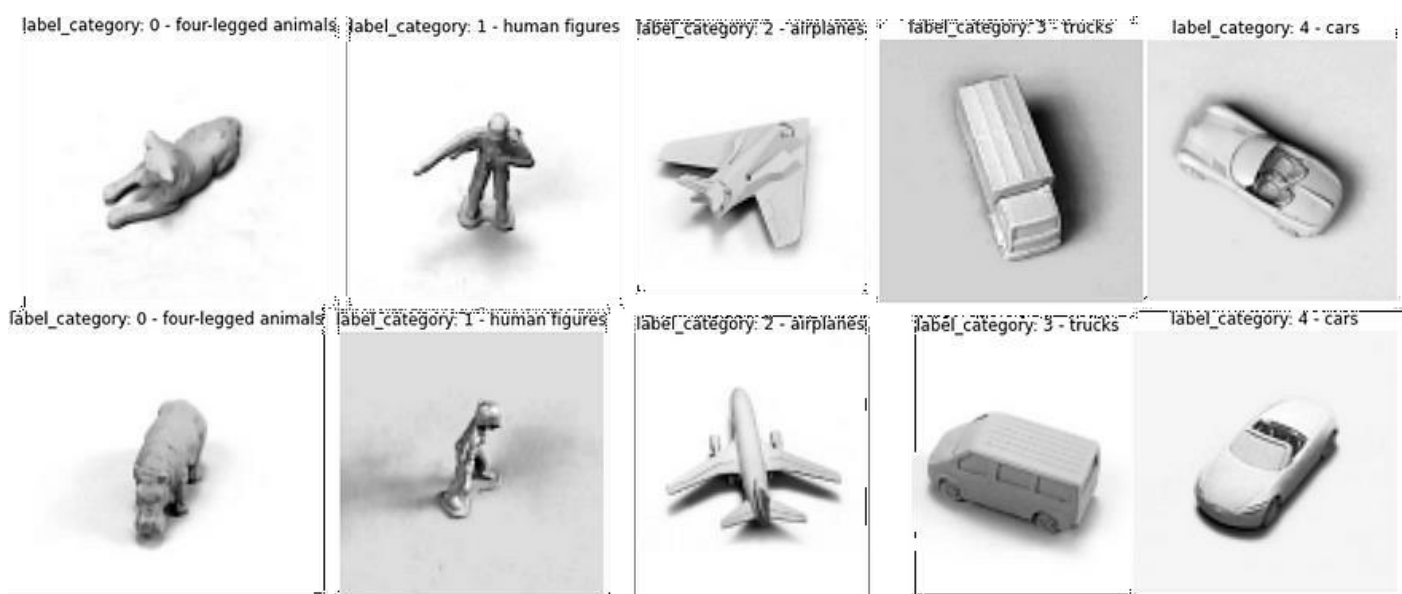 label_category: 0 - four-legged animals
label_category: 1 - human figures
label_category: 2 - airplanes
label_category: 3 - trucks
label_category: 4 - cars
label_category: 0 - four-legged animals
label_category: 1 - human figures
label_category: 2 - airplanes
label_category: 3 - trucks
label_category: 4 - cars